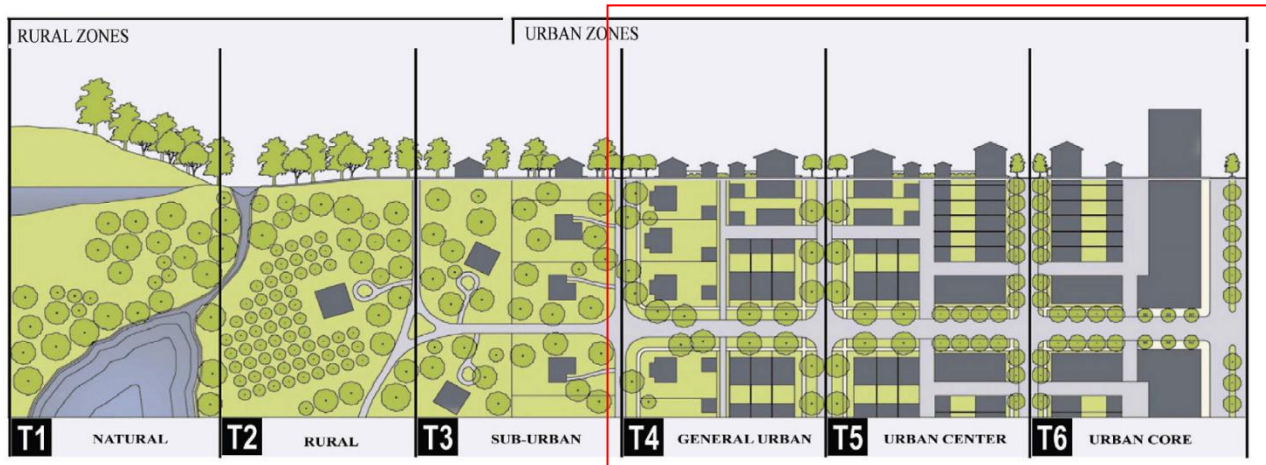 RURAL ZONES
URBAN ZONES
T1 NATURAL
T2 RURAL
T3 SUB-URBAN
T4 GENERAL URBAN
T5 URBAN CENTER
T6 URBAN CORE